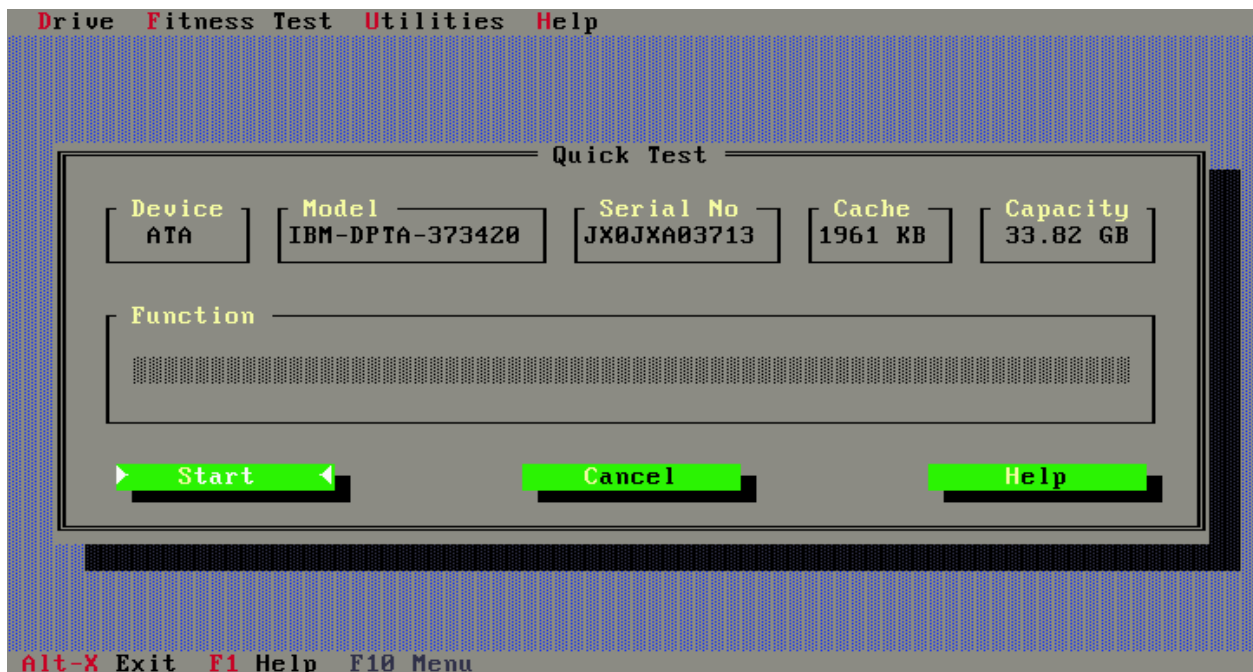 Drive Fitness Test Utilities Help
Quick Test
Device Model Serial No Cache Capacity
ATA IBM-DPTA-373420 JX0JXA03713 1961 KB 33.82 GB
Function
Start Cancel Help
Alt-X Exit F1 Help F10 Menu